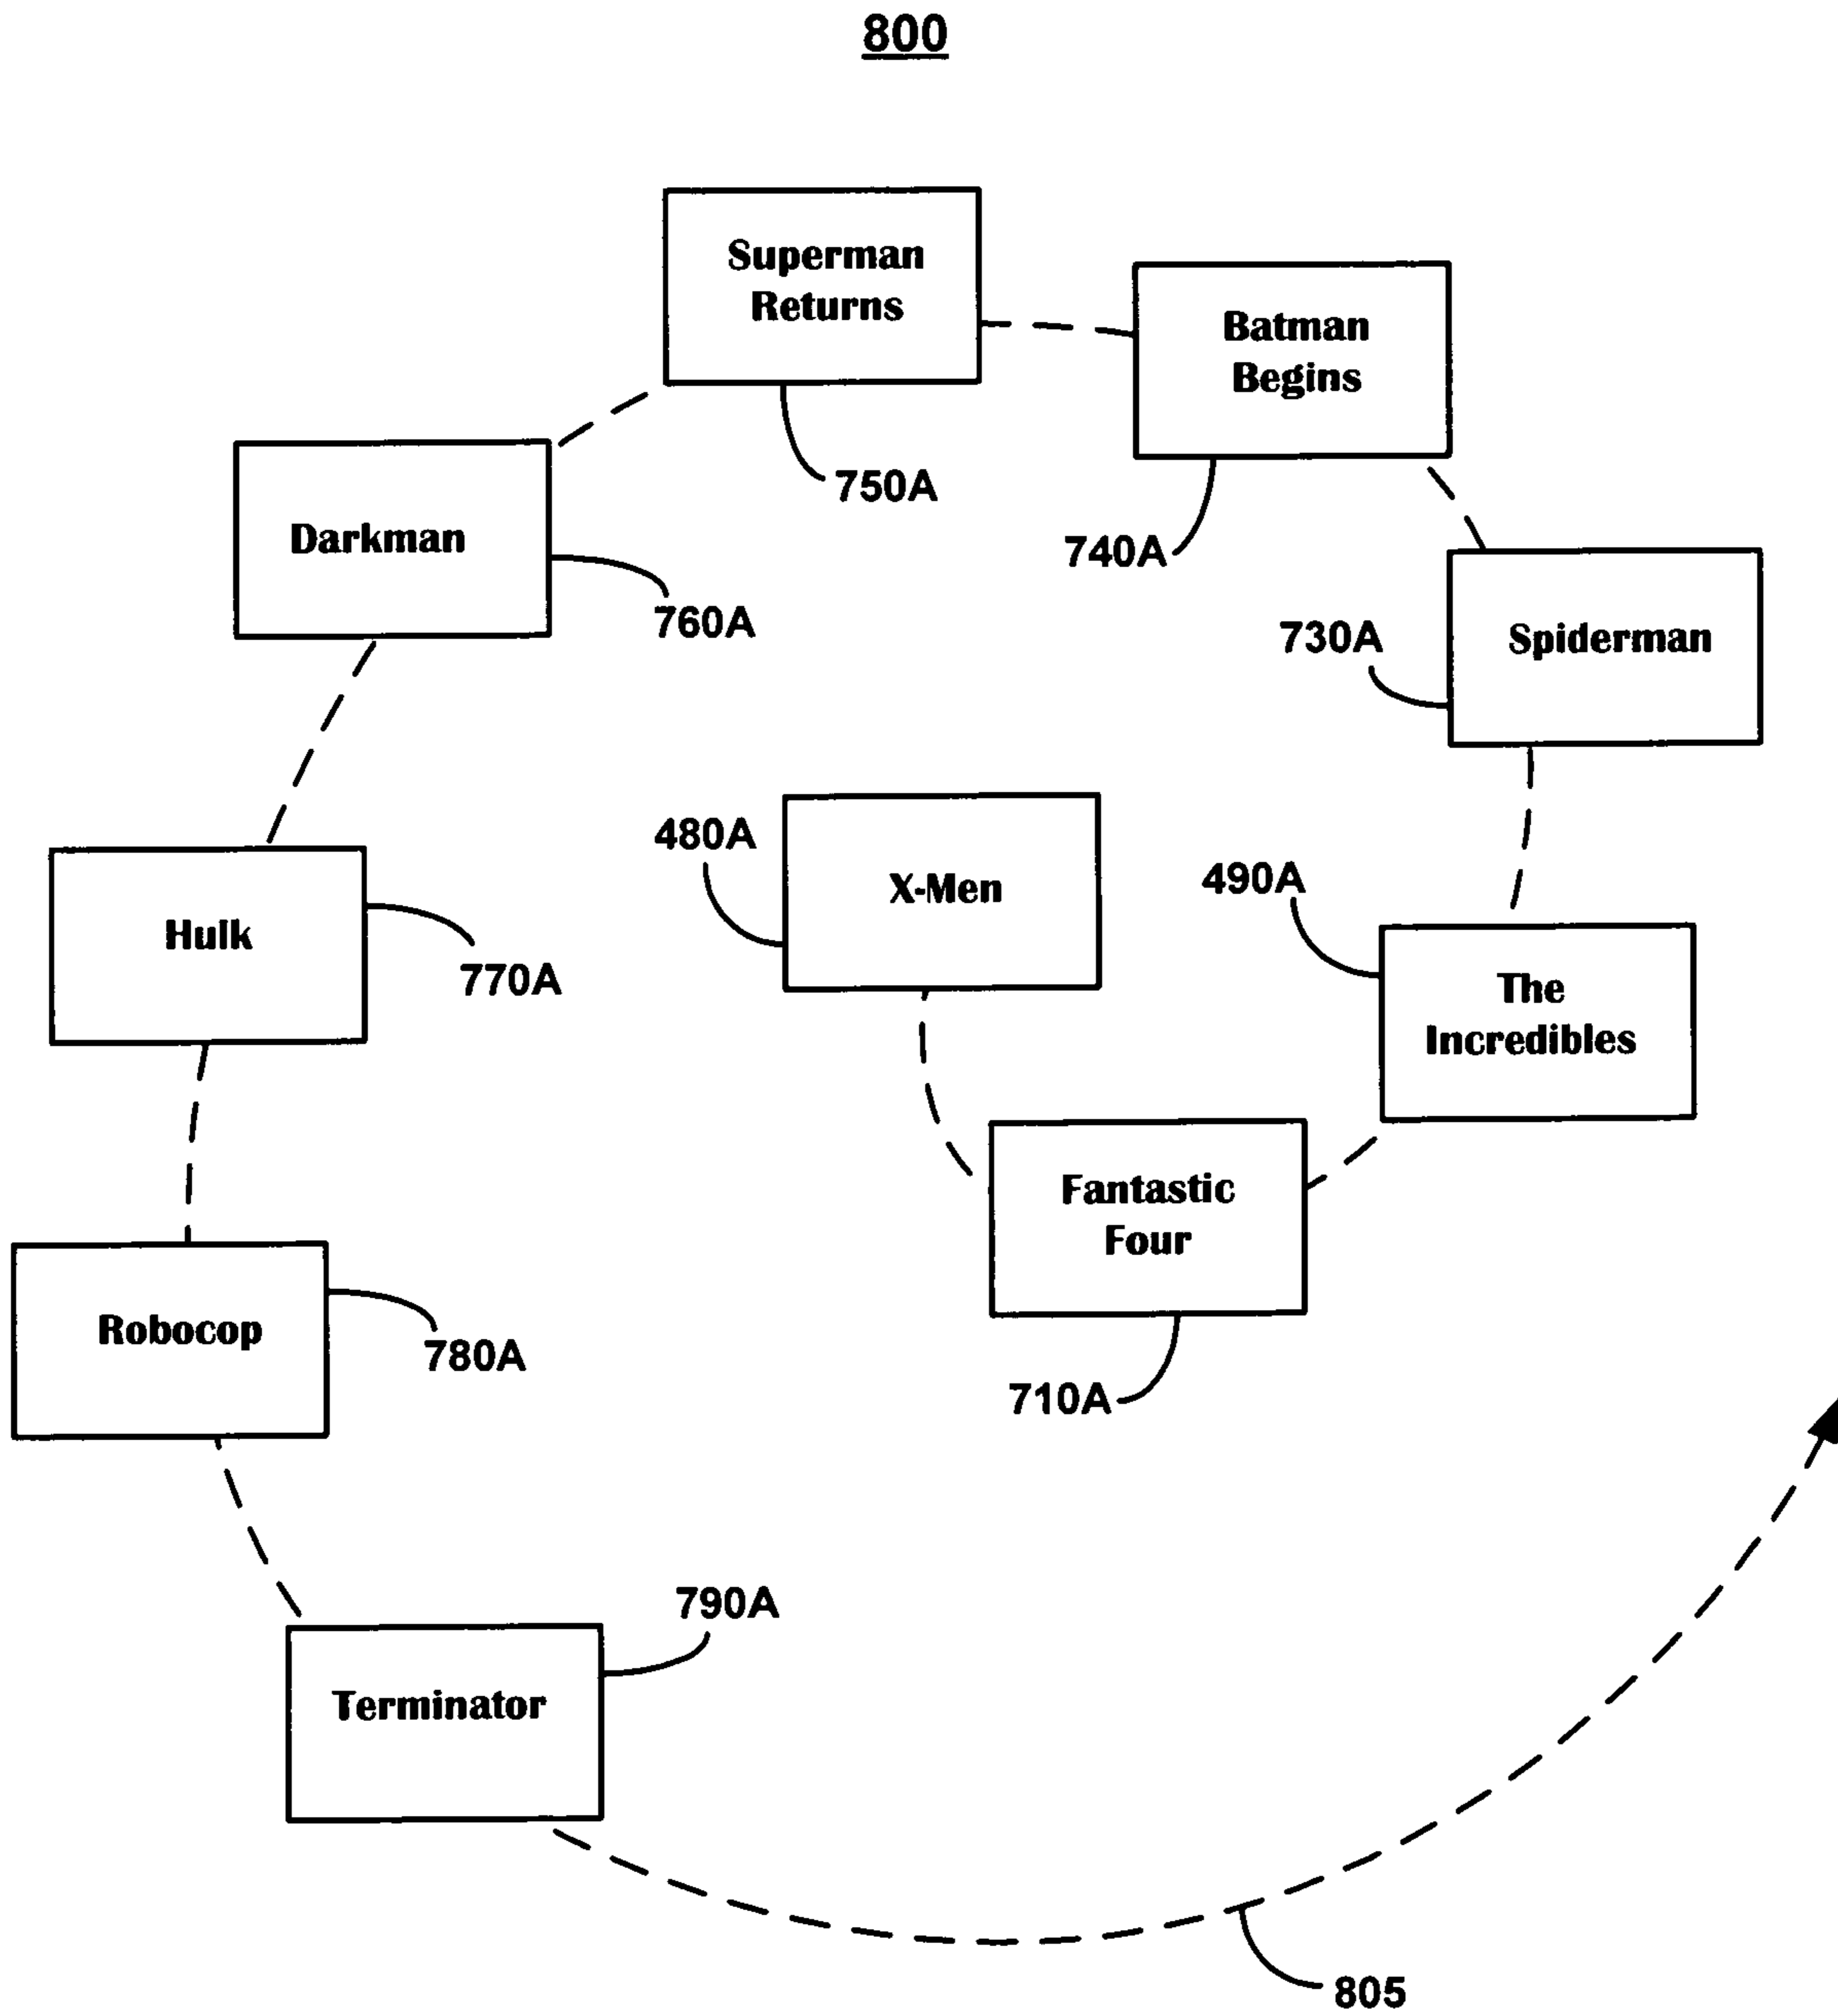 800
Superman
Returns
Batman
Begins
750A
Darkman
740A
760A
730A
Spiderman
480A
X-Men
490A
Hulk
770A
The
Incredibles
Fantastic
Four
Robocop
780A
710A
790A
Terminator
805